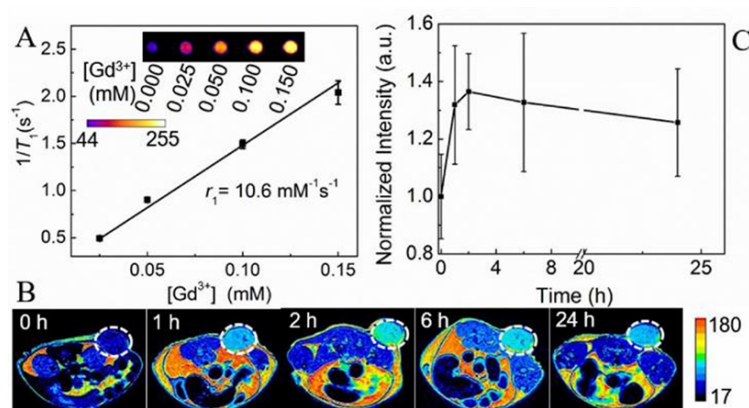 A
[Gd³⁺]
(mM)
0.000
0.025
0.050
0.100
0.150
44
255
2.5
2.0
1.5
1.0
0.5
1/T₁(s⁻¹)
r₁= 10.6 mM⁻¹s⁻¹
0.05
0.10
0.15
[Gd³⁺] (mM)
C
1.6
1.4
1.2
1.0
0.8
Normalized Intensity (a.u.)
0
4
8
20
25
Time (h)
B
0 h
1 h
2 h
6 h
24 h
180
17